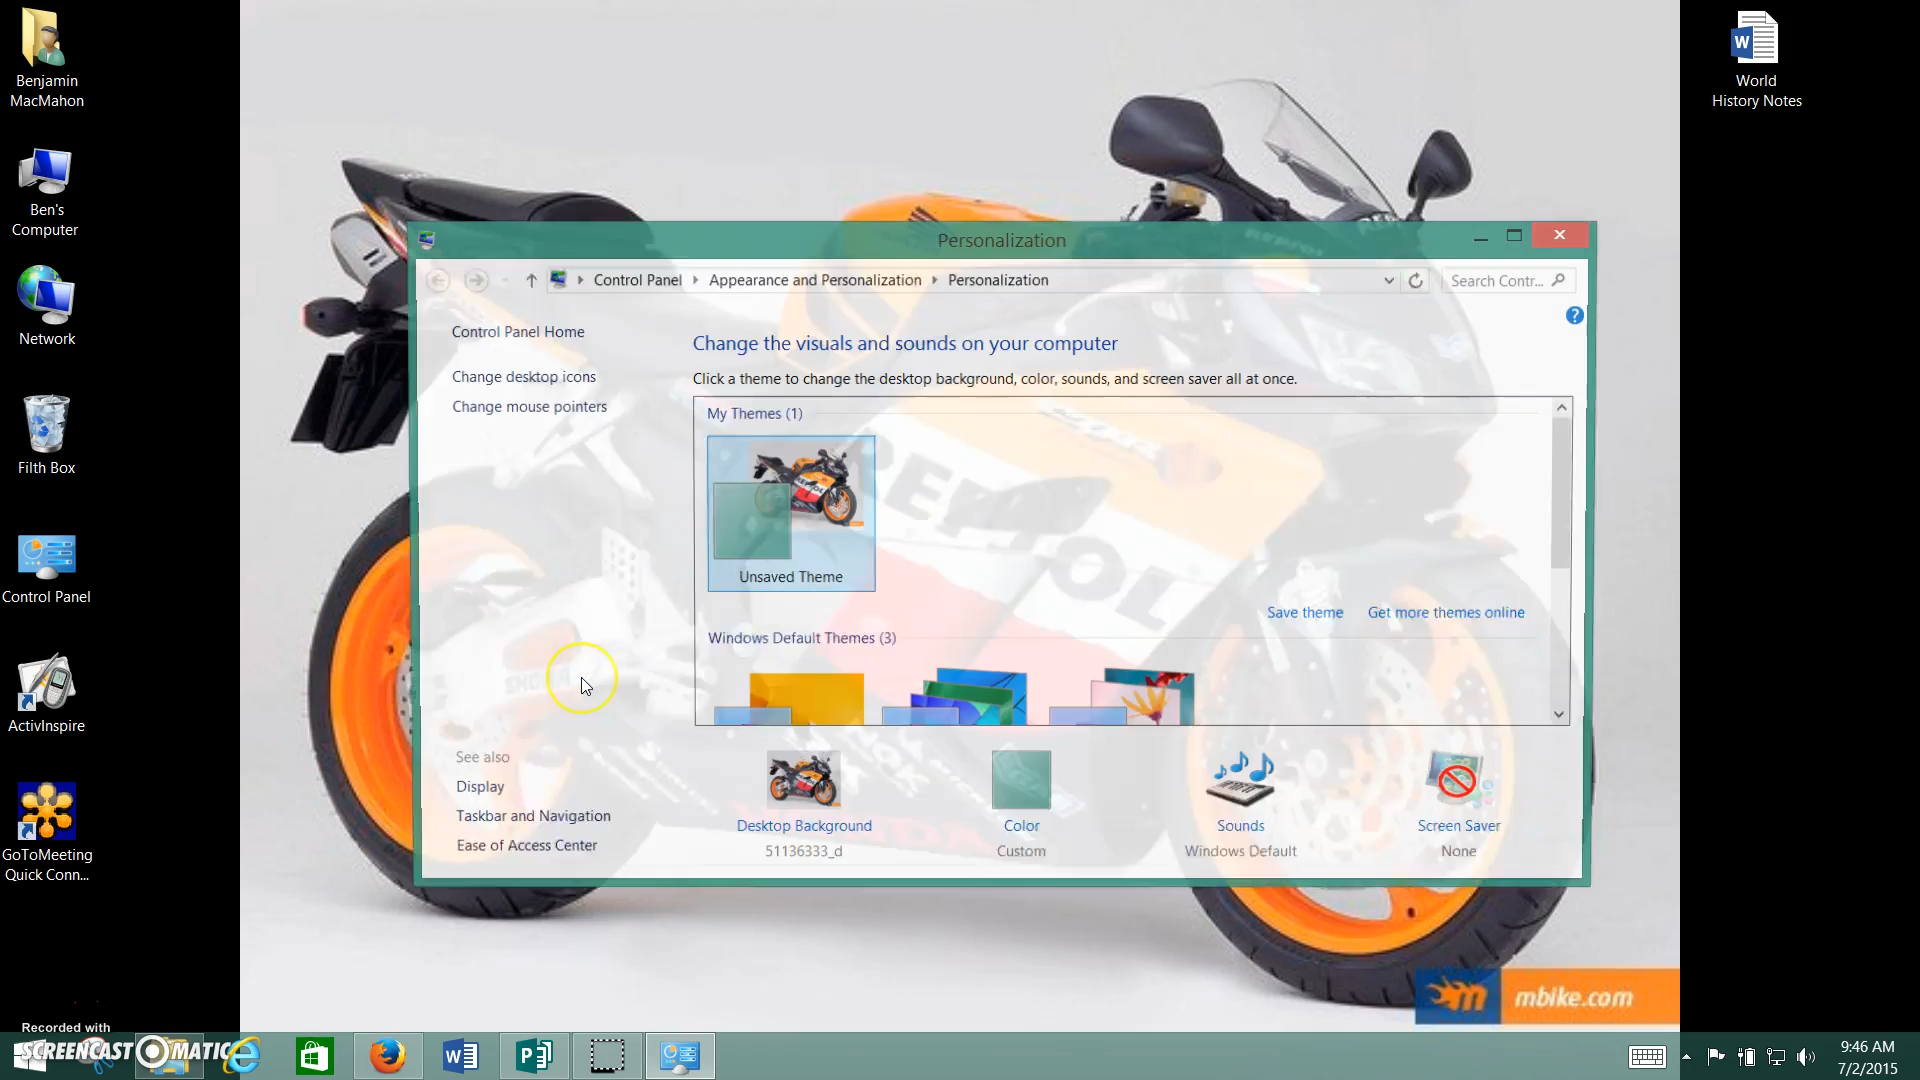 Benjamin
MacMahon
Ben's
Computer
Network
Filth Box
Control Panel
ActivInspire
GoToMeeting
Quick Conn...
World
History Notes
Personalization
Control Panel
Appearance and Personalization
Personalization
Search Contr...
Control Panel Home
Change desktop icons
Change mouse pointers
Change the visuals and sounds on your computer
Click a theme to change the desktop background, color, sounds, and screen saver all at once.
My Themes (1)
Unsaved Theme
Save theme
Get more themes online
Windows Default Themes (3)
See also
Display
Taskbar and Navigation
Ease of Access Center
Desktop Background
51136333_d
Color
Custom
Sounds
Windows Default
Screen Saver
None
REPSOL
mbike.com
Recorded with
SCREENCAST MATIC
9:46 AM
7/2/2015